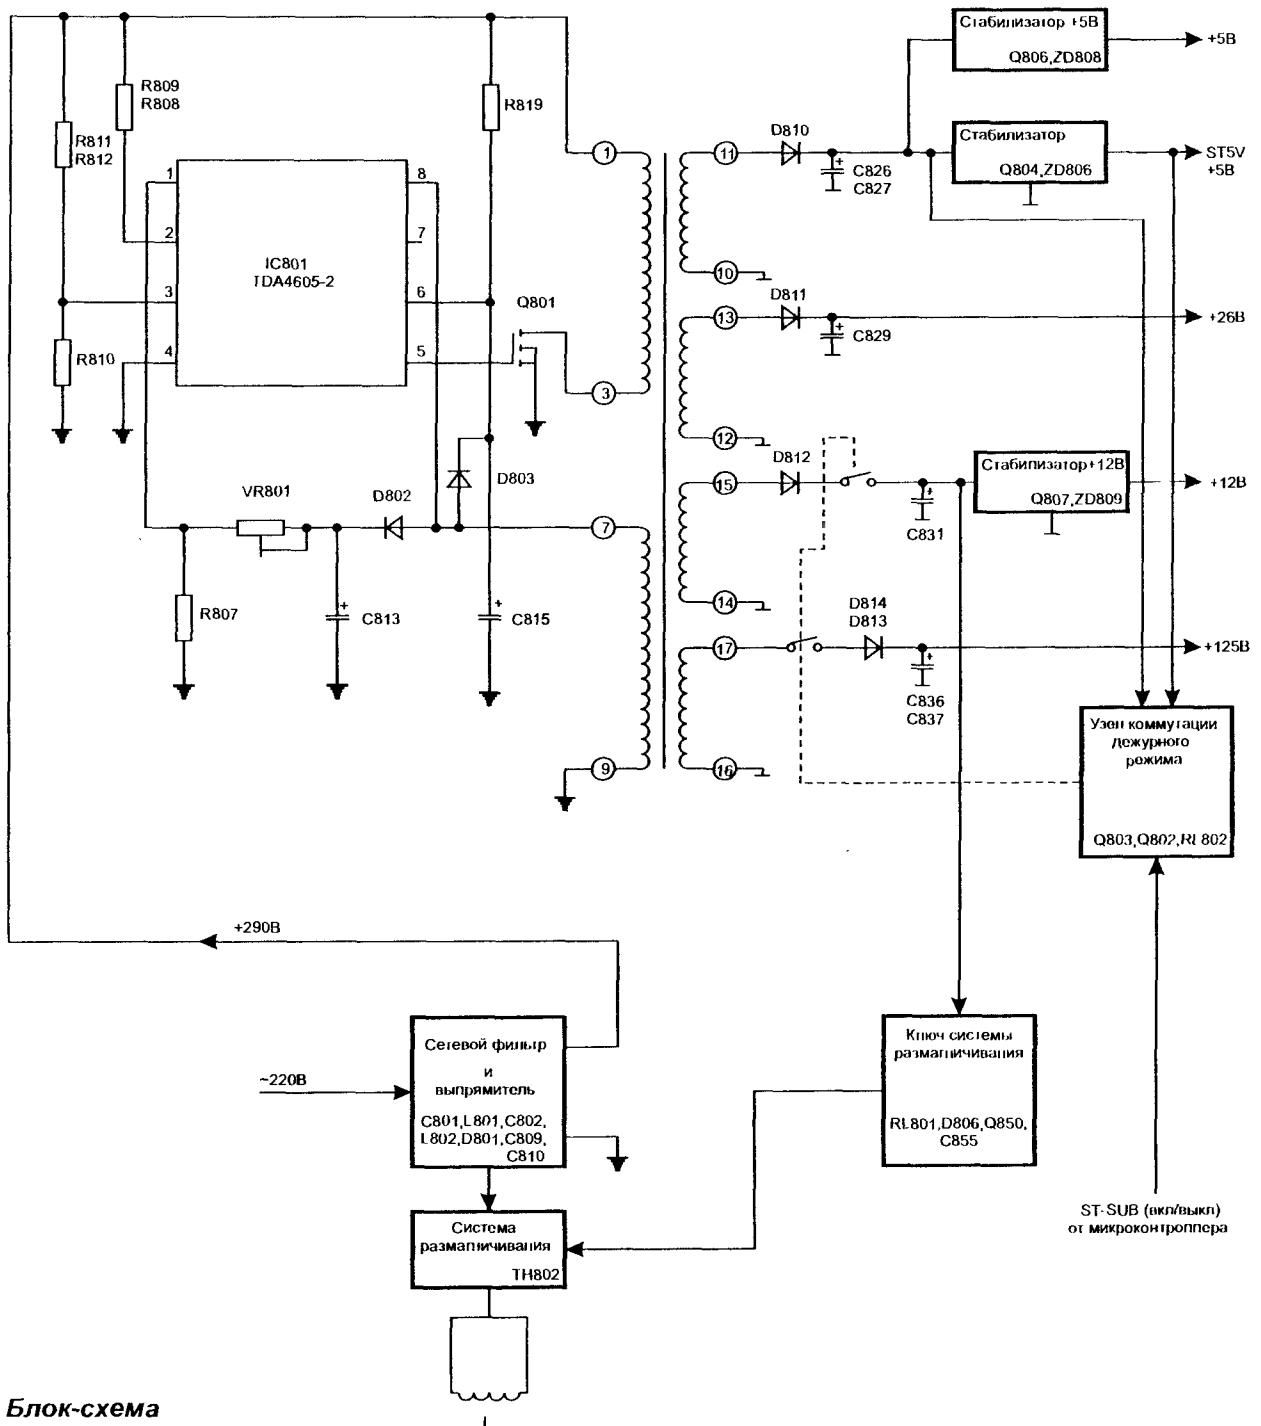 Стабилизатор +5В
Q806,ZD808
+5В
R809
R808
R819
R811
R812
D810
C826
C827
Стабилизатор
Q804,ZD806
ST5V
+5В
1
2
3
4
8
7
6
5
IC801
TDA4605-2
Q801
R810
1
3
11
10
D811
13
C829
+26В
12
D812
15
Стабилизатор+12В
Q807,ZD809
+12В
C831
VR801
D802
D803
7
R807
C813
C815
14
D814
D813
17
+125В
C836
C837
9
16
Узел коммутации
дежурного
режима
Q803,Q802,RL802
+290В
Сетевой фильтр
и
выпрямитель
C801,L801,C802,
L802,D801,C809,
C810
~220В
Ключ системы
размагничивания
RL801,D806,Q850,
C855
ST-SUB (вкл/выкл)
от микроконтроллера
Система
размагничивания
TH802
Блок-схема